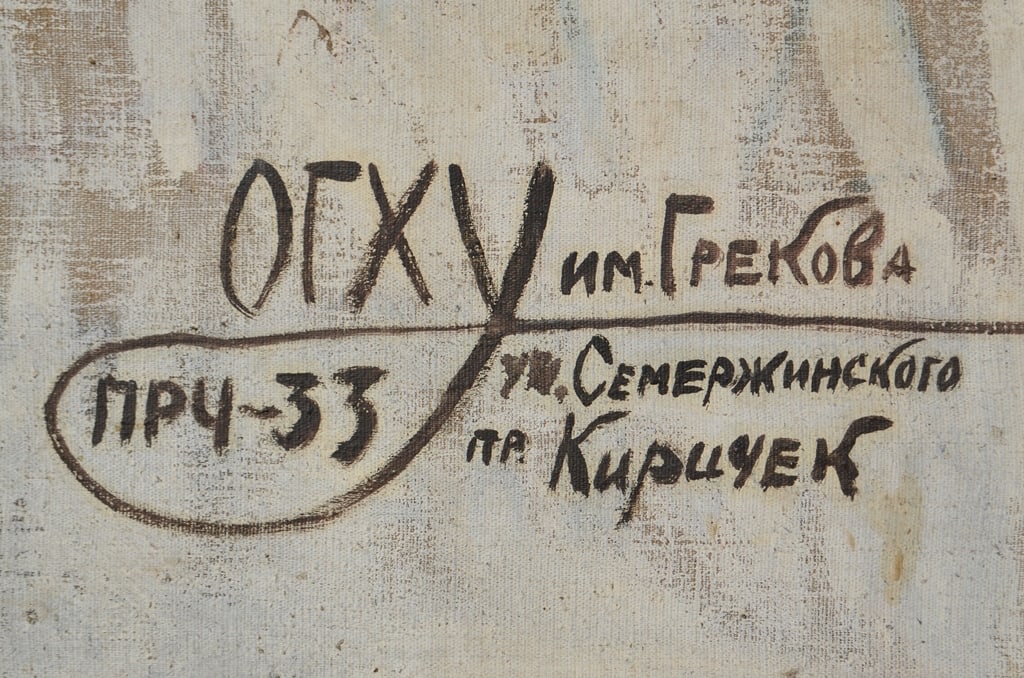 ОГХУ им. Грекова
ПРЧ-33
уч. Семержинского
пр. Киричек